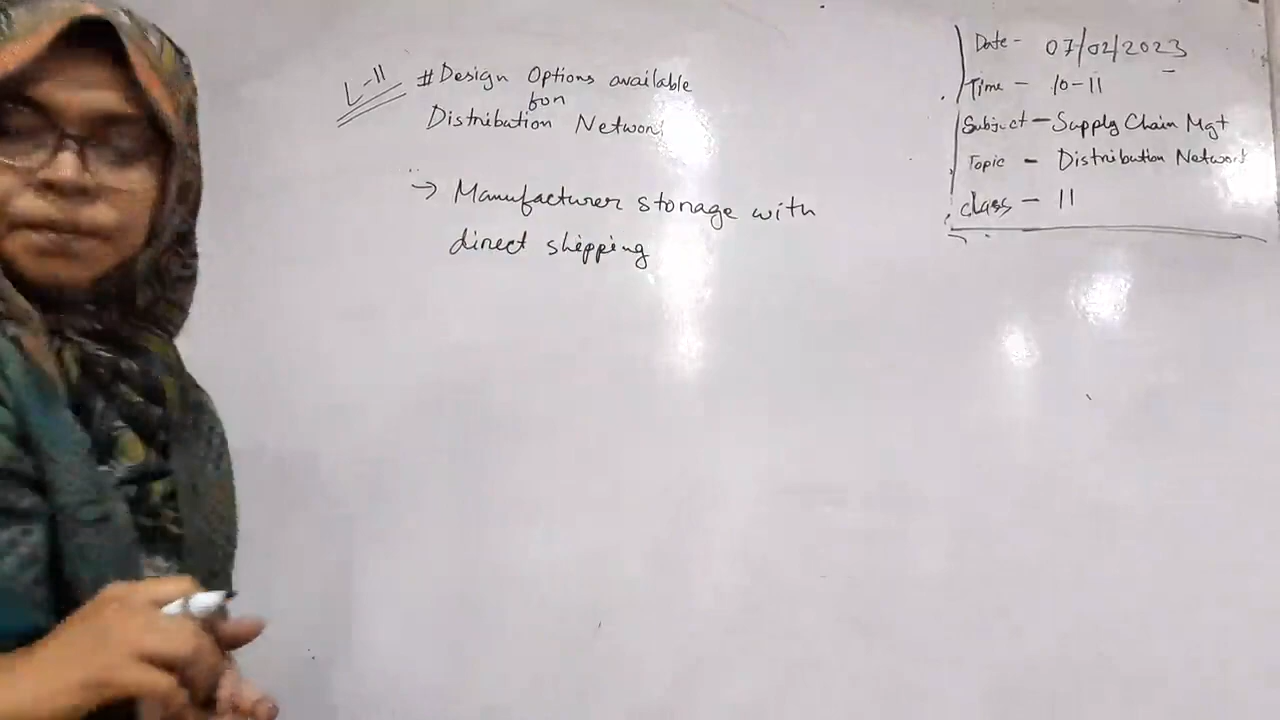 L-11
#Design Options available
for
Distribution Network
→ Manufacturer storage with
direct shipping
Date - 07/02/2023
Time - 10-11
Subject - Supply Chain Mgt
Topic - Distribution Network
Class - 11